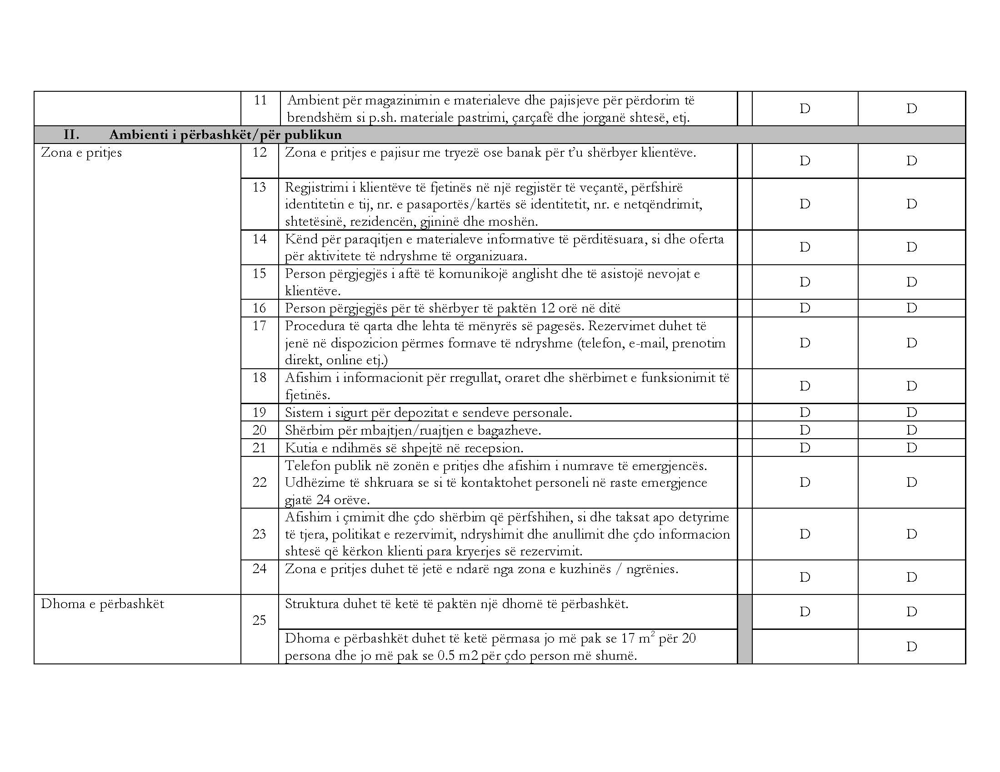 11 Ambient për magazinimin e materialeve dhe pajisjeve për përdorim të
brendshëm si p.sh. materiale pastrimi, çarçafë dhe jorganë shtesë, etj. D D
II. Ambienti i përbashkët/për publikun
Zona e pritjes 12 Zona e pritjes e pajisur me tryezë ose banak për t’u shërbyer klientëve. D D
13 Regjistrimi i klientëve të fjetinës në një regjistër të veçantë, përfshirë
identitetin e tij, nr. e pasaportës/kartës së identitetit, nr. e netqëndrimit, D D
shtetësinë, rezidencën, gjininë dhe moshën.
14 Kënd për paraqitjen e materialeve informative të përditësuara, si dhe oferta
për aktivitete të ndryshme të organizuara. D D
15 Person përgjegjës i aftë të komunikojë anglisht dhe të asistojë nevojat e
klientëve. D D
16 Person përgjegjës për të shërbyer të paktën 12 orë në ditë D D
17 Procedura të qarta dhe lehta të mënyrës së pagesës. Rezervimet duhet të
jenë në dispozicion përmes formave të ndryshme (telefon, e-mail, prenotim D D
direkt, online etj.)
18 Afishim i informacionit për rregullat, oraret dhe shërbimet e funksionimit të
fjetinës. D D
19 Sistem i sigurt për depozitat e sendeve personale. D D
20 Shërbim për mbajtjen/ruajtjen e bagazheve. D D
21 Kutia e ndihmës së shpejtë në recepsion. D D
Telefon publik në zonën e pritjes dhe afishim i numrave të emergjencës.
22 Udhëzime të shkruara se si të kontaktohet personeli në raste emergjence D D
gjatë 24 orëve.
Afishim i çmimit dhe çdo shërbim që përfshihen, si dhe taksat apo detyrime
23 të tjera, politikat e rezervimit, ndryshimit dhe anullimit dhe çdo informacion D D
shtesë që kërkon klienti para kryerjes së rezervimit.
24 Zona e pritjes duhet të jetë e ndarë nga zona e kuzhinës / ngrënies. D D
Dhoma e përbashkët 25 Struktura duhet të ketë të paktën një dhomë të përbashkët. D D
Dhoma e përbashkët duhet të ketë përmasa jo më pak se 17 m² për 20
persona dhe jo më pak se 0.5 m2 për çdo person më shumë. D